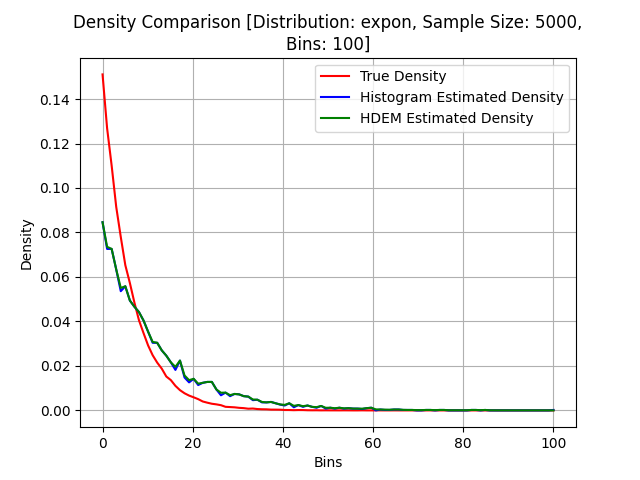 Density Comparison [Distribution: expon, Sample Size: 5000,
Bins: 100]
True Density
Histogram Estimated Density
HDEM Estimated Density
Density
0.14
0.12
0.10
0.08
0.06
0.04
0.02
0.00
0 20 40 60 80 100
Bins